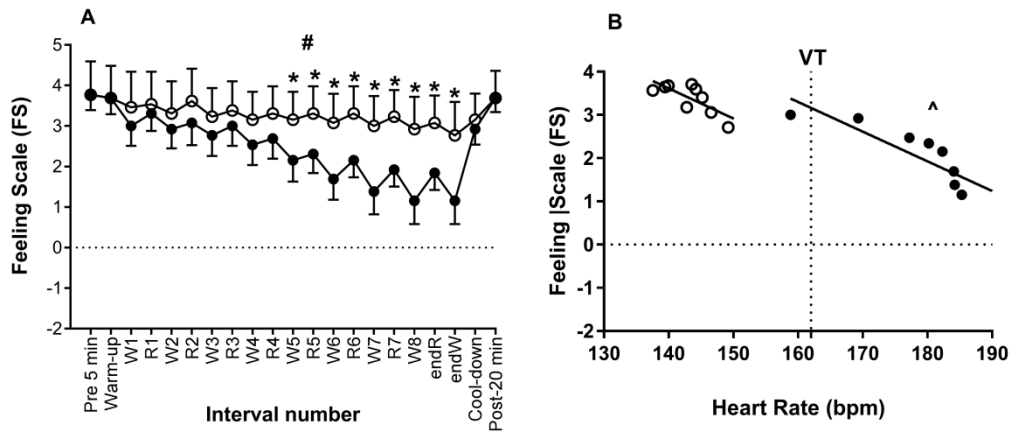 A
#
* * * * * * * * *
Feeling Scale (FS)
5
4
3
2
1
0
-1
-2
Pre 5 min
Warm-up
W1
R1
W2
R2
W3
R3
W4
R4
W5
R5
W6
R6
W7
R7
W8
endR
endW
Cool-down
Post-20 min
Interval number
B
VT
^
Feeling |Scale (FS)
4
3
2
1
0
-1
-2
130 140 150 160 170 180 190
Heart Rate (bpm)